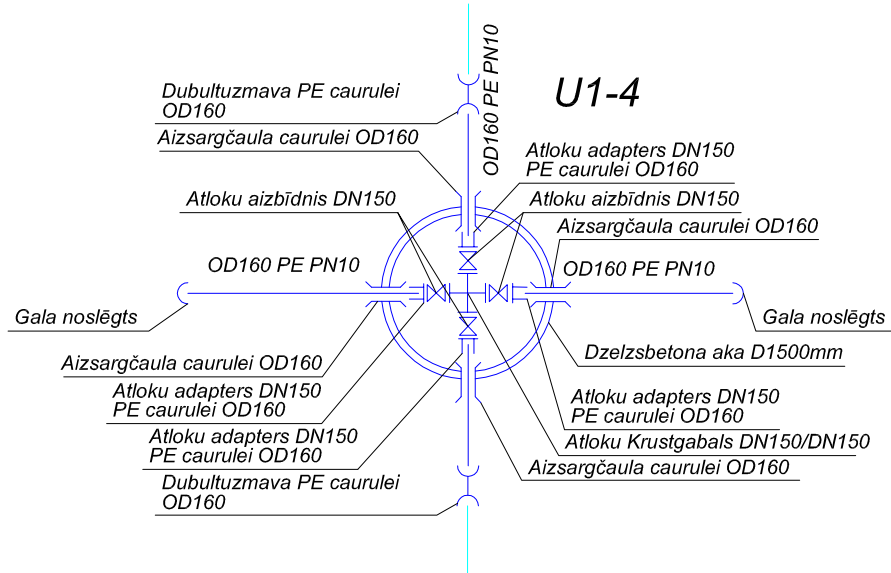 U1-4
OD160 PE PN10
Dubultuzmava PE caurulei
OD160
Aizsargčaula caurulei OD160
Atloku adapters DN150
PE caurulei OD160
Atloku aizbīdnis DN150
Atloku aizbīdnis DN150
Aizsargčaula caurulei OD160
OD160 PE PN10
OD160 PE PN10
Gala noslēgts
Gala noslēgts
Aizsargčaula caurulei OD160
Dzelzsbetona aka D1500mm
Atloku adapters DN150
PE caurulei OD160
Atloku adapters DN150
PE caurulei OD160
Atloku adapters DN150
PE caurulei OD160
Atloku Krustgabals DN150/DN150
Aizsargčaula caurulei OD160
Dubultuzmava PE caurulei
OD160